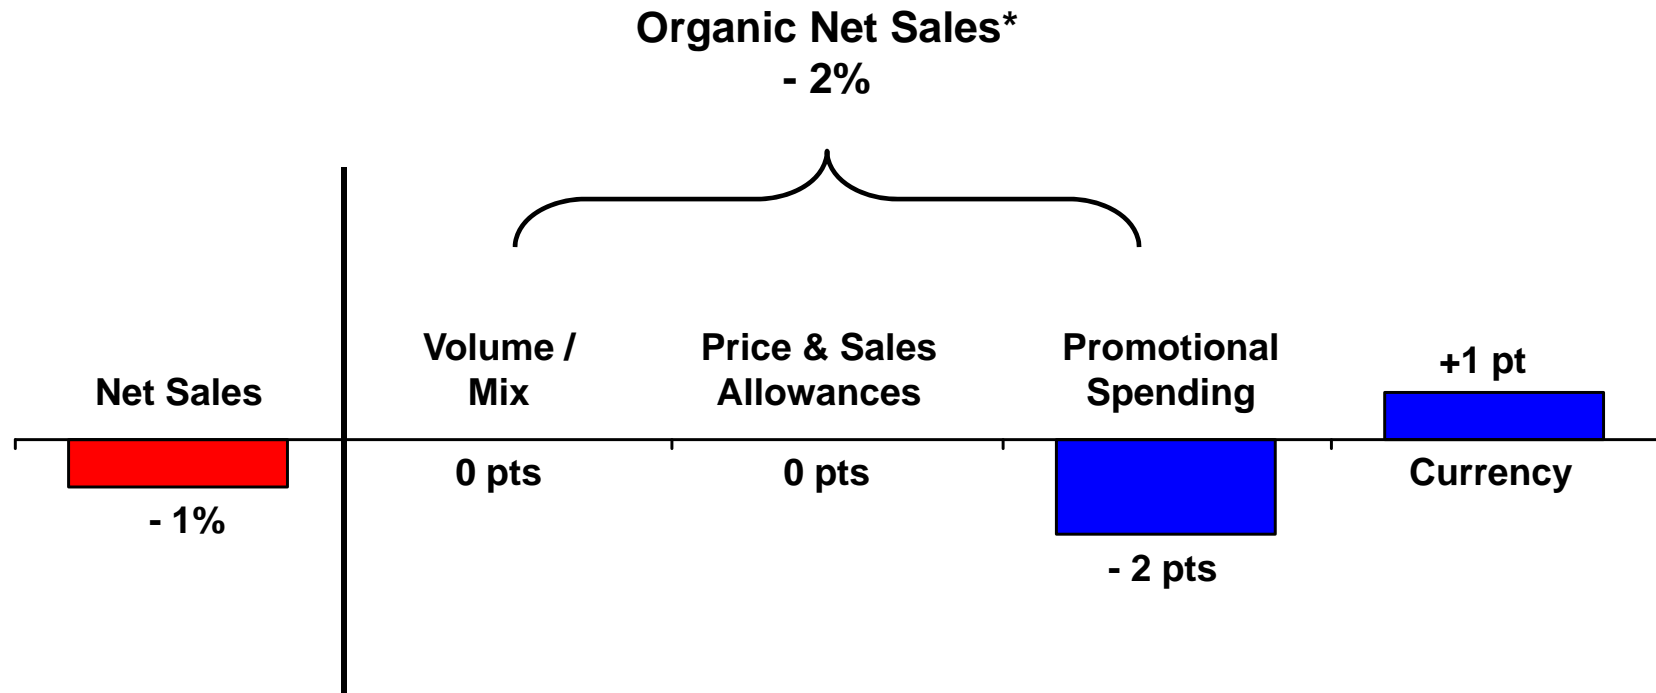 Organic Net Sales*
- 2%
Net Sales
- 1%
Volume /
Mix
0 pts
Price & Sales
Allowances
0 pts
Promotional
Spending
- 2 pts
+1 pt
Currency